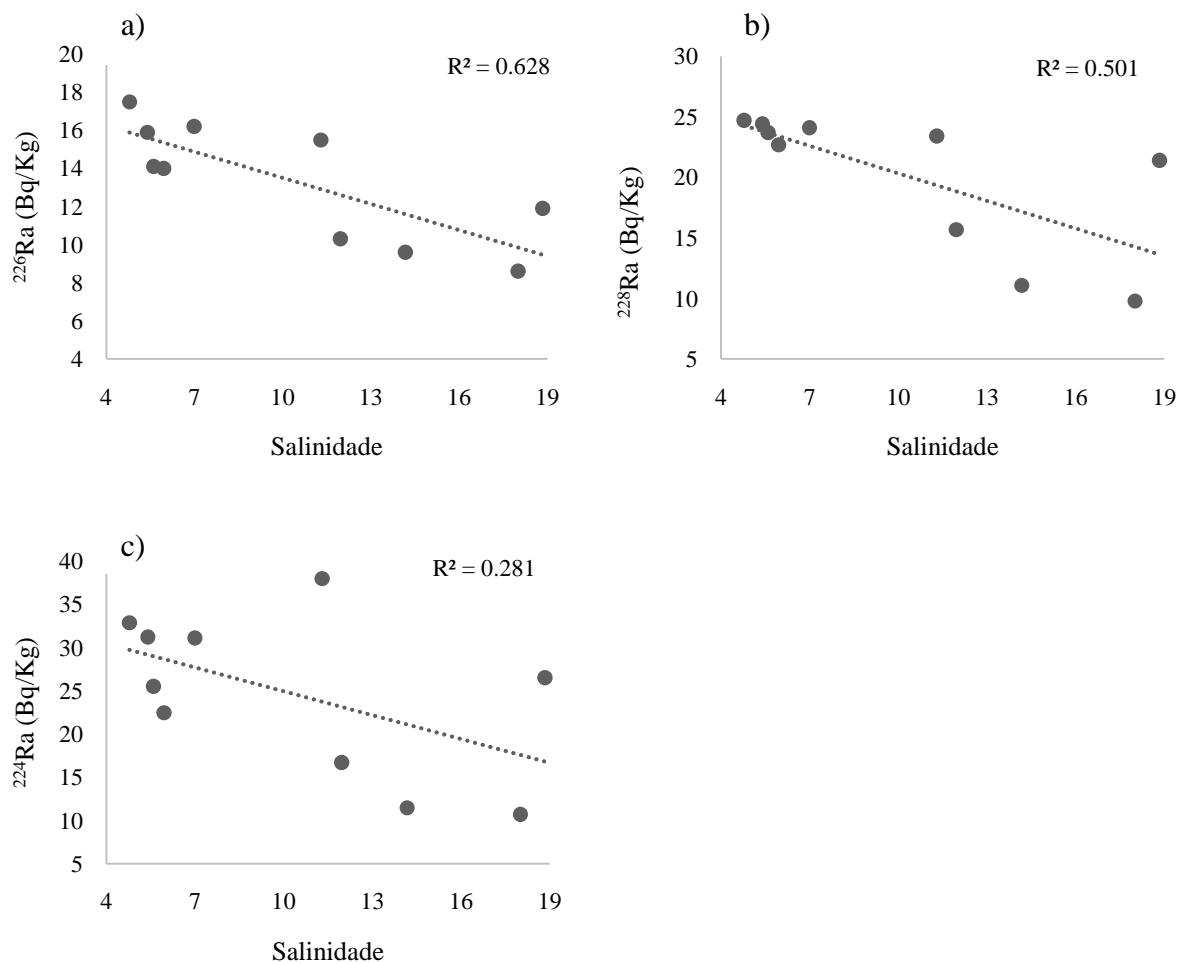 a)
R² = 0.628
20
18
16
14
12
10
8
6
4
²²⁶Ra (Bq/Kg)
4 7 10 13 16 19
Salinidade
b)
R² = 0.501
30
25
20
15
10
5
²²⁸Ra (Bq/Kg)
4 7 10 13 16 19
Salinidade
c)
R² = 0.281
40
35
30
25
20
15
10
5
²²⁴Ra (Bq/Kg)
4 7 10 13 16 19
Salinidade